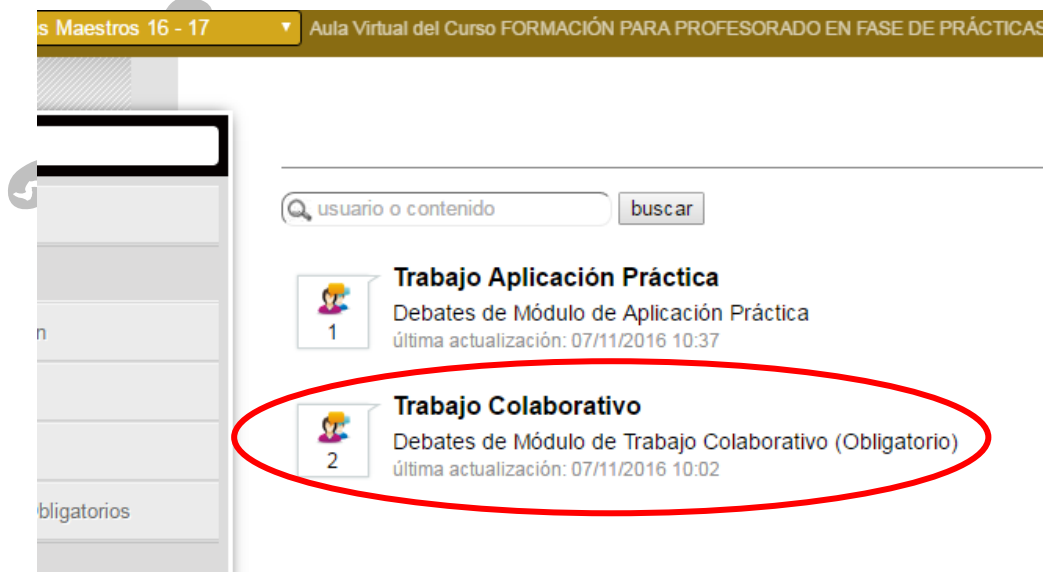 s Maestros 16 - 17
Aula Virtual del Curso FORMACIÓN PARA PROFESORADO EN FASE DE PRÁCTICAS
usuario o contenido
buscar
Trabajo Aplicación Práctica
Debates de Módulo de Aplicación Práctica
1
última actualización: 07/11/2016 10:37
n
Trabajo Colaborativo
Debates de Módulo de Trabajo Colaborativo (Obligatorio)
2
última actualización: 07/11/2016 10:02
bligatorios